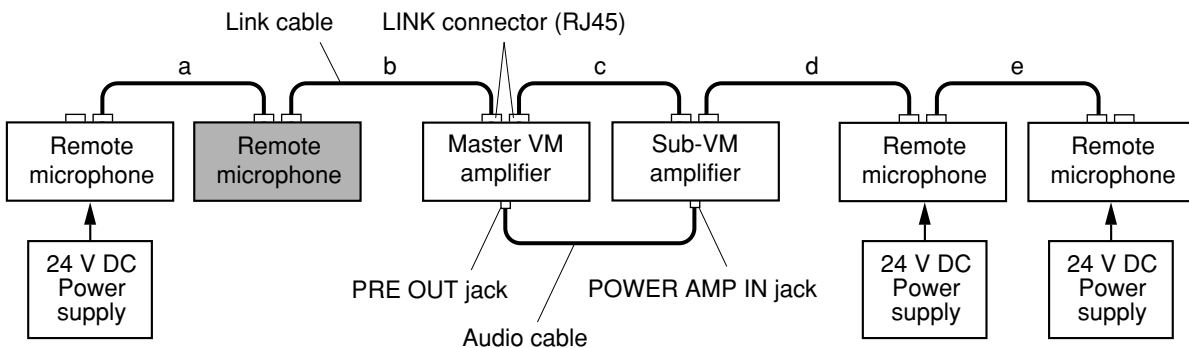 Link cable
LINK connector (RJ45)
a
b
c
d
e
Remote
microphone
Remote
microphone
Master VM
amplifier
Sub-VM
amplifier
Remote
microphone
Remote
microphone
24 V DC
Power
supply
PRE OUT jack
POWER AMP IN jack
24 V DC
Power
supply
24 V DC
Power
supply
Audio cable